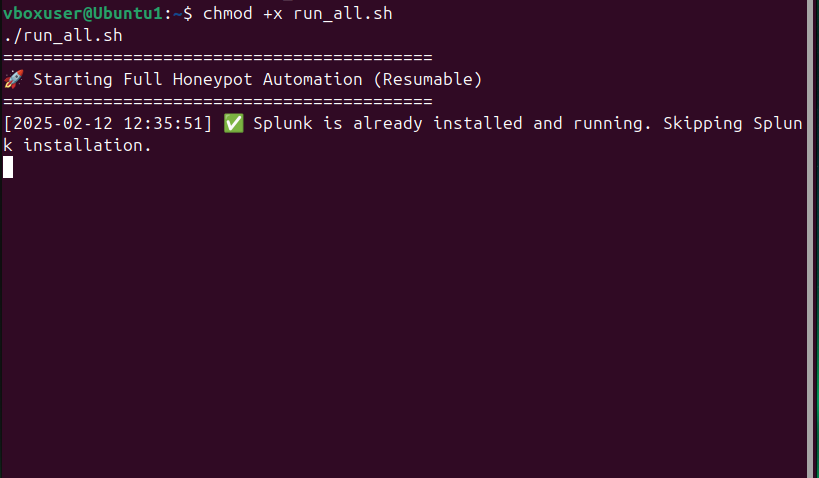 vboxuser@Ubuntu1:~$ chmod +x run_all.sh
./run_all.sh
===========================================
🚀 Starting Full Honeypot Automation (Resumable)
===========================================
[2025-02-12 12:35:51] ✅ Splunk is already installed and running. Skipping Splun
k installation.